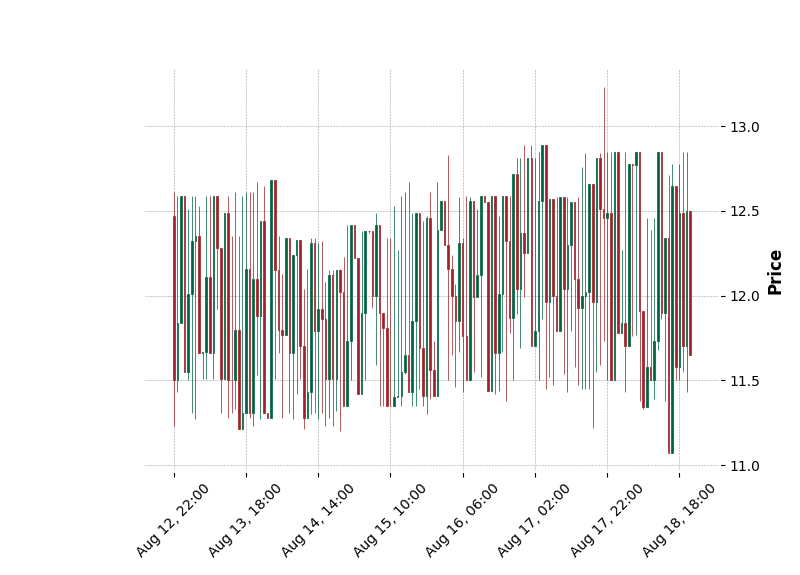 13.0
12.5
12.0
11.5
11.0
Price
Aug 12, 22:00
Aug 13, 18:00
Aug 14, 14:00
Aug 15, 10:00
Aug 16, 06:00
Aug 17, 02:00
Aug 17, 22:00
Aug 18, 18:00